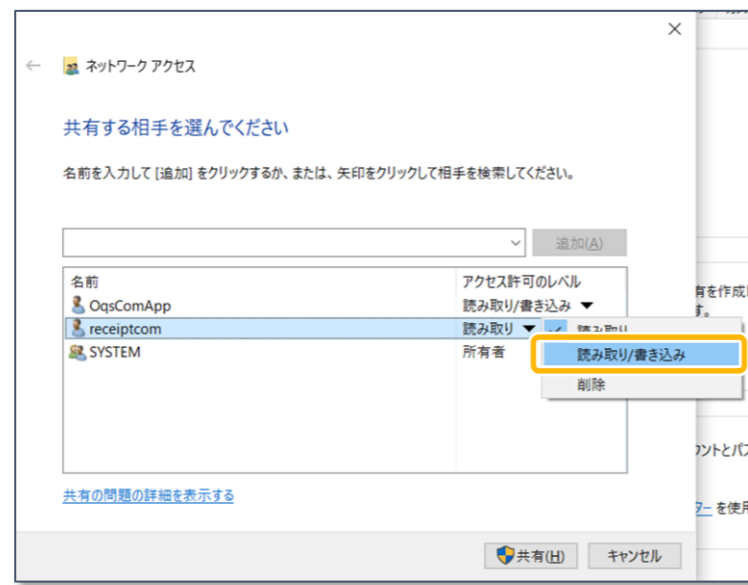 ネットワーク アクセス
共有する相手を選んでください
名前を入力して [追加] をクリックするか、または、矢印をクリックして相手を検索してください。
追加(A)
名前 アクセス許可のレベル
OqsComApp 読み取り/書き込み
receiptcom 読み取り
読み取り
SYSTEM 所有者
読み取り/書き込み
削除
共有の問題の詳細を表示する
共有(H) キャンセル
有を作成
す。
を使用